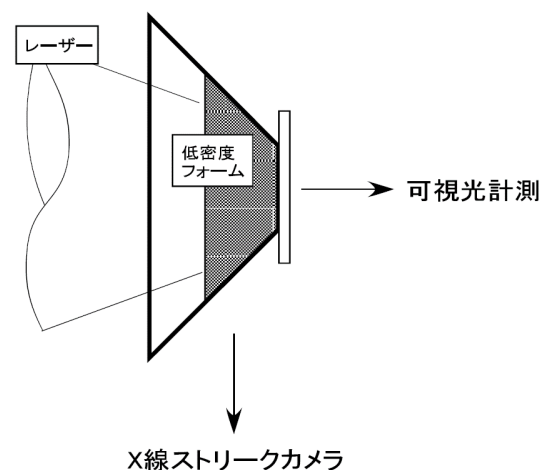 レーザー
低密度
フォーム
可視光計測
X線ストリークカメラ